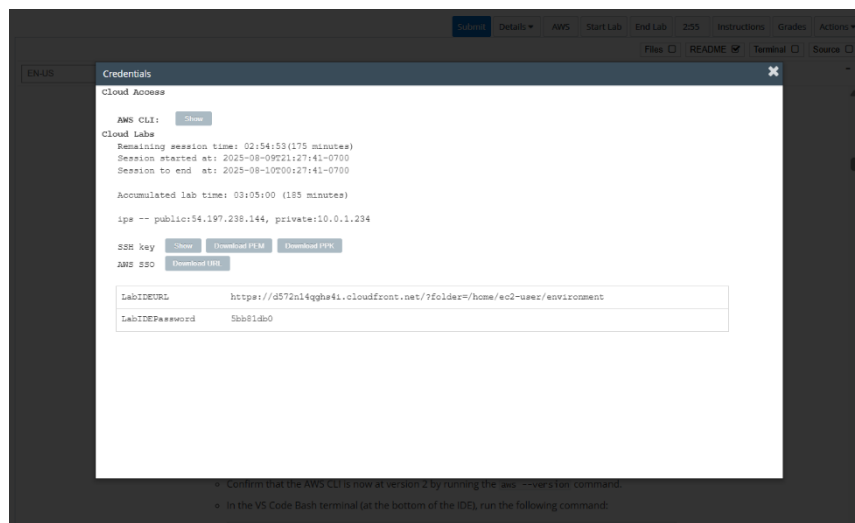 Submit Details AWS Start Lab End Lab 2:55 Instructions Grades Actions
Files README Terminal Source
EN-US
Credentials
Cloud Access
AWS CLI: Show
Cloud Labs
Remaining session time: 02:54:53(175 minutes)
Session started at: 2025-08-09T21:27:41-0700
Session to end at: 2025-08-10T00:27:41-0700
Accumulated lab time: 03:05:00 (185 minutes)
ips -- public:54.197.238.144, private:10.0.1.234
SSH key Show Download PEM Download PPK
AWS SSO Download URL
LabIDEURL https://d572nl4qghs4i.cloudfront.net/?folder=/home/ec2-user/environment
LabIDEPassword 5bb81db0
Confirm that the AWS CLI is now at version 2 by running the aws --version command.
In the VS Code Bash terminal (at the bottom of the IDE), run the following command: